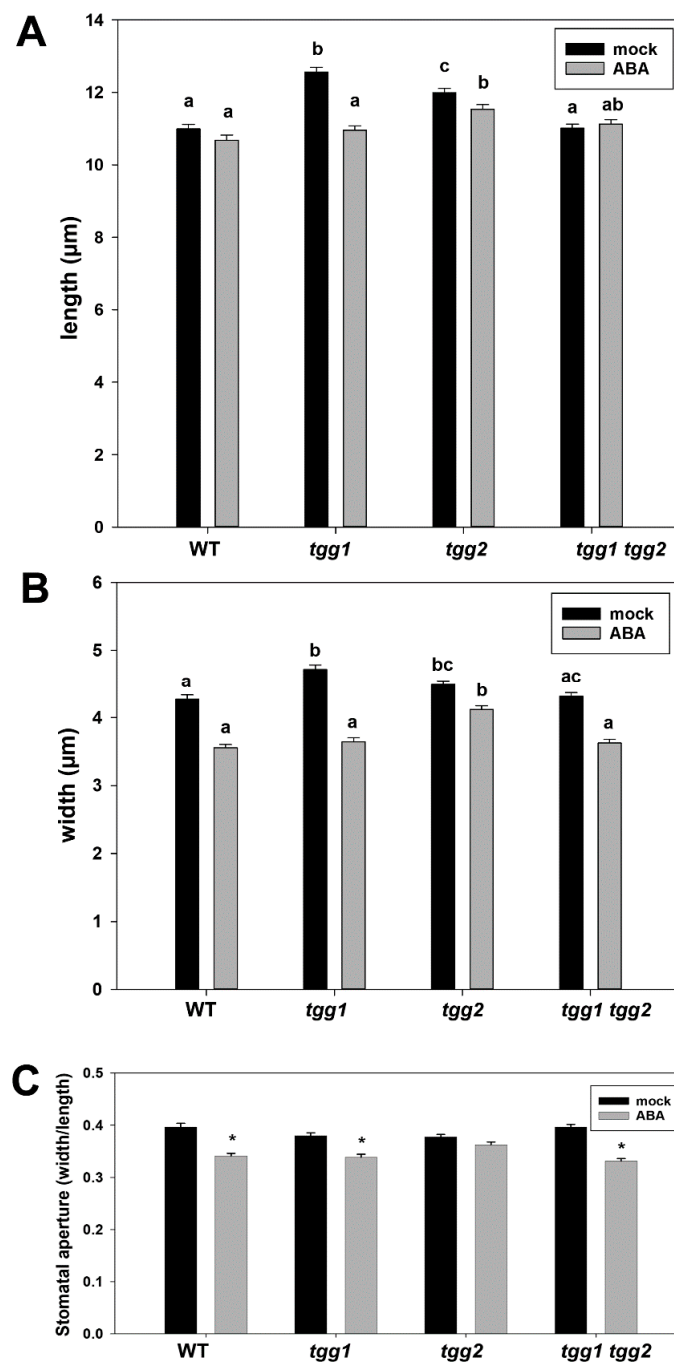 A
14
12
10
8
6
4
2
0
length (µm)
mock
ABA
a a b a c b a ab
WT tgg1 tgg2 tgg1 tgg2
B
6
5
4
3
2
1
0
width (µm)
mock
ABA
a a b a bc b ac a
WT tgg1 tgg2 tgg1 tgg2
C
0.5
0.4
0.3
0.2
0.1
0.0
Stomatal aperture (width/length)
mock
ABA
* * *
WT tgg1 tgg2 tgg1 tgg2